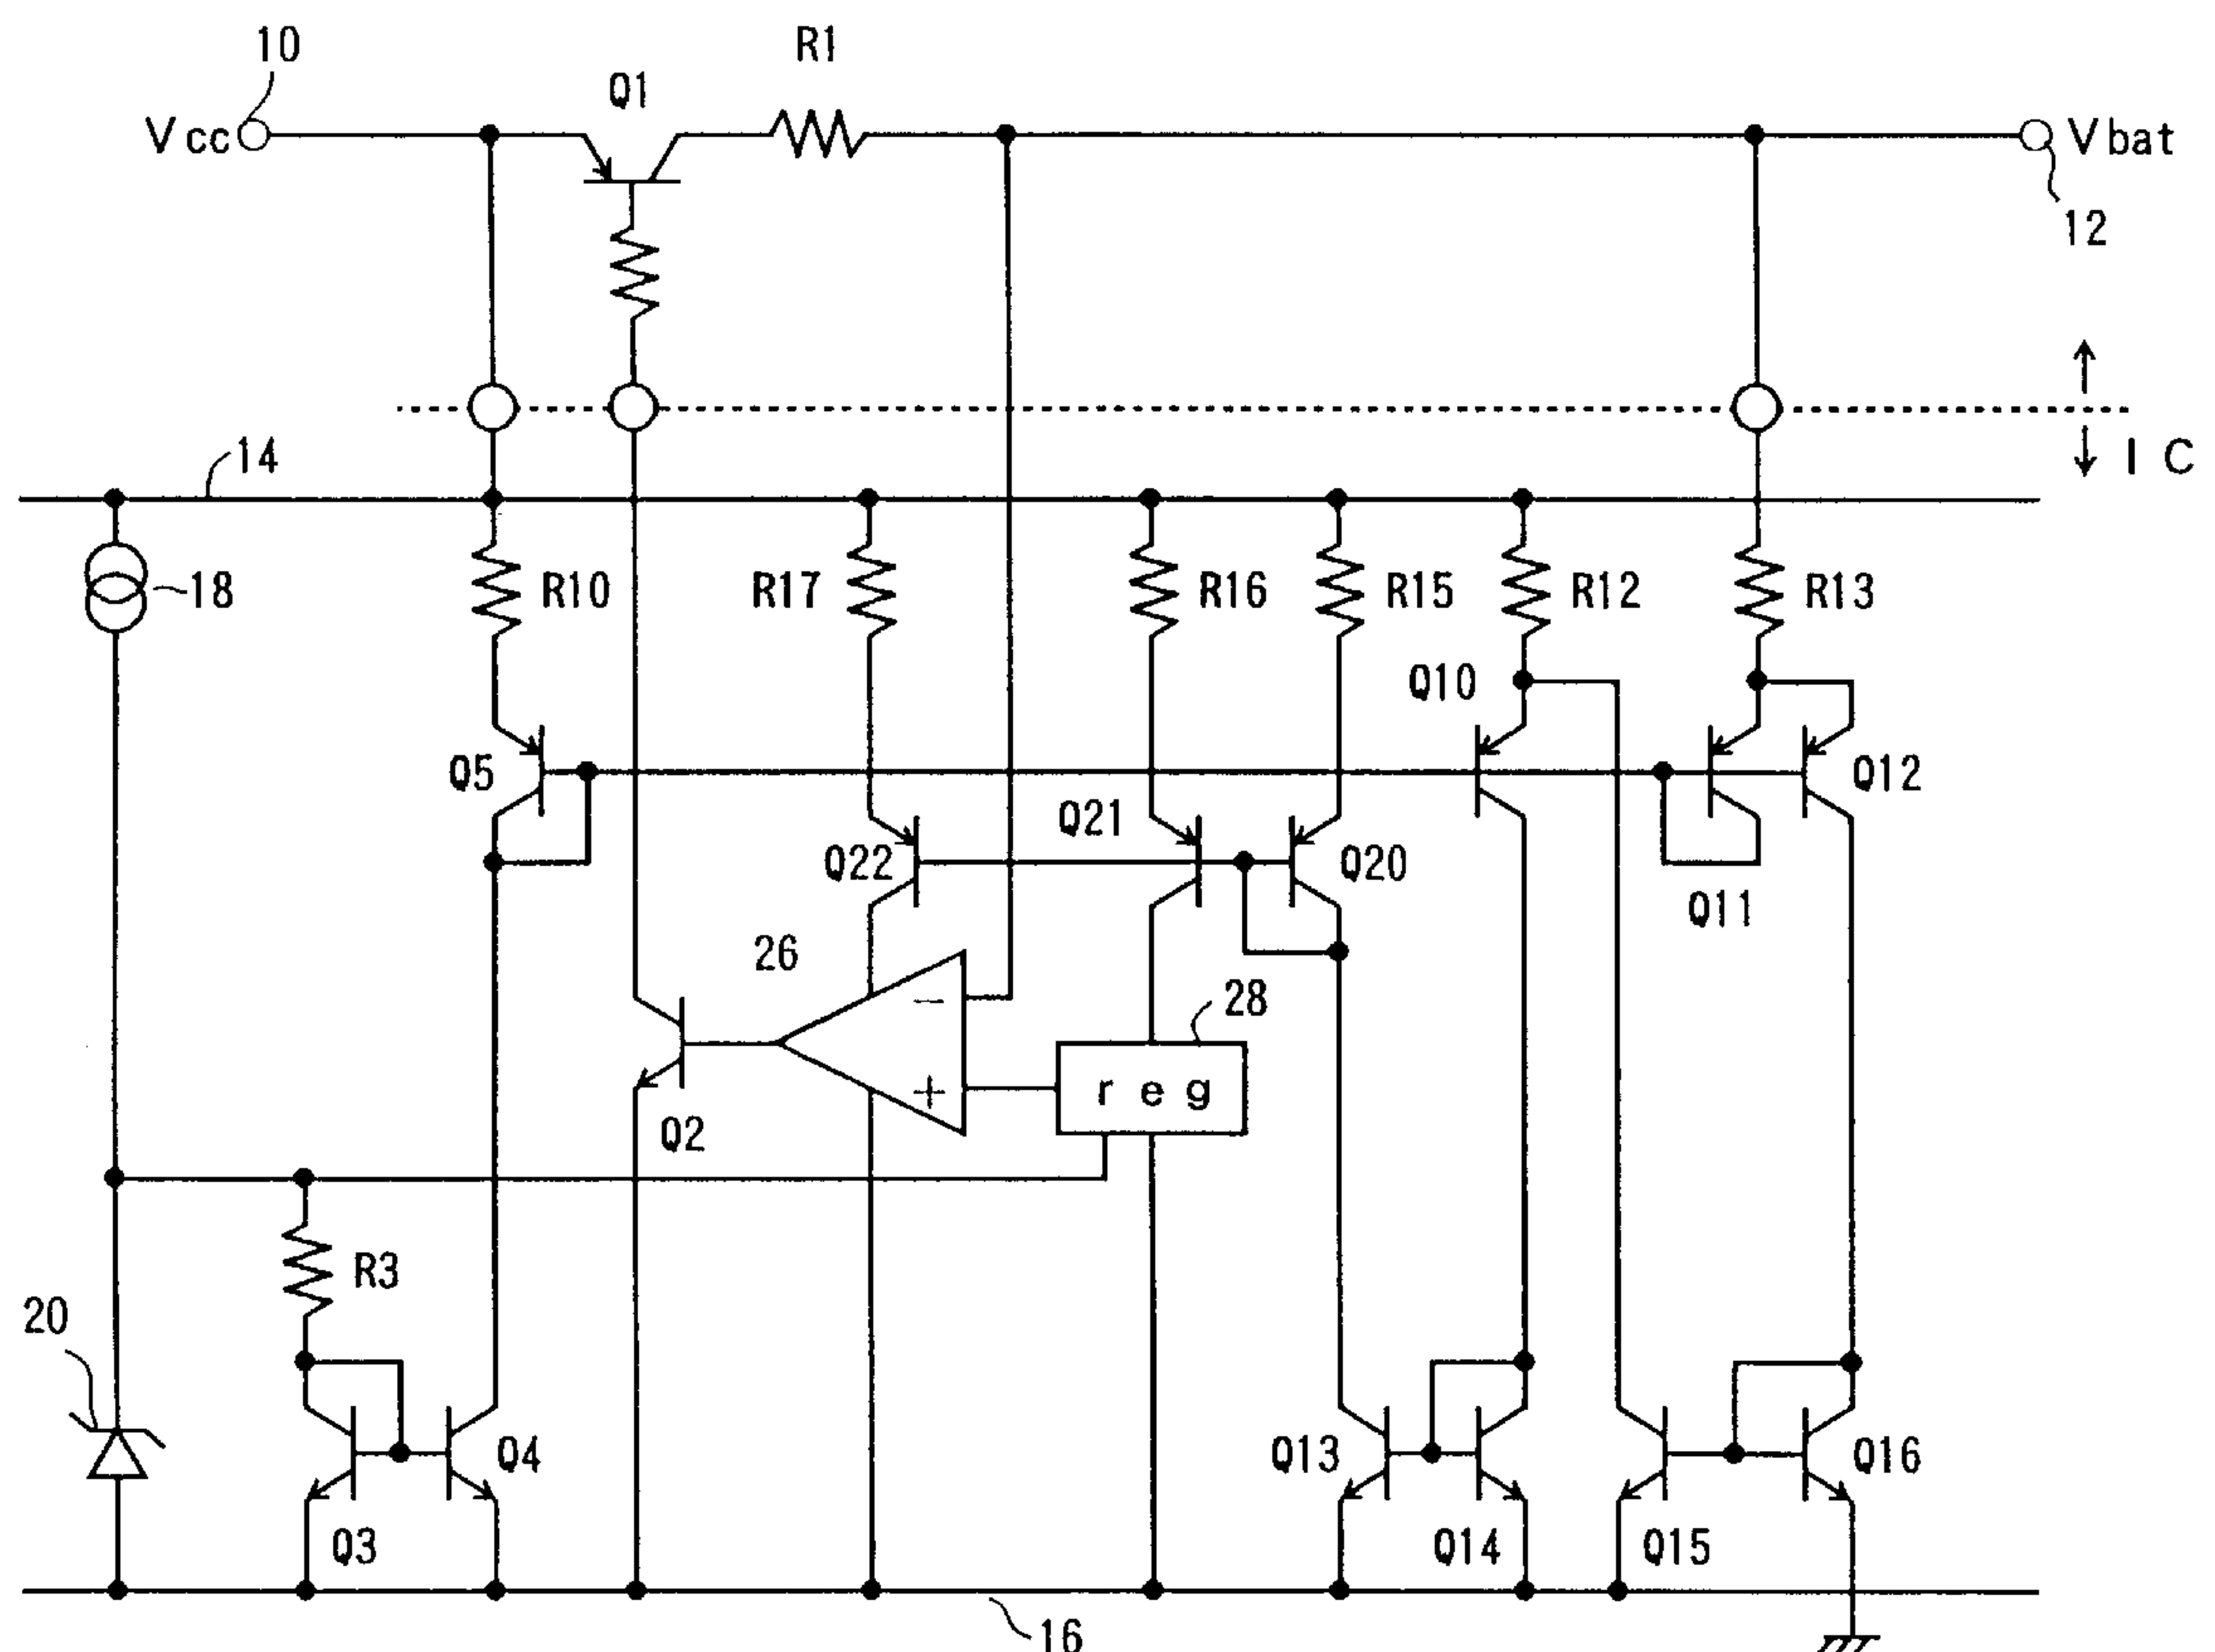 10
R1
Q1
Vcc
Vbat
12
14
IC
18
R10
R17
R16
R15
R12
R13
Q10
Q5
Q12
Q21
Q22
Q20
Q11
26
−
28
+
reg
Q2
R3
20
Q4
Q13
Q16
Q3
Q14
Q15
16